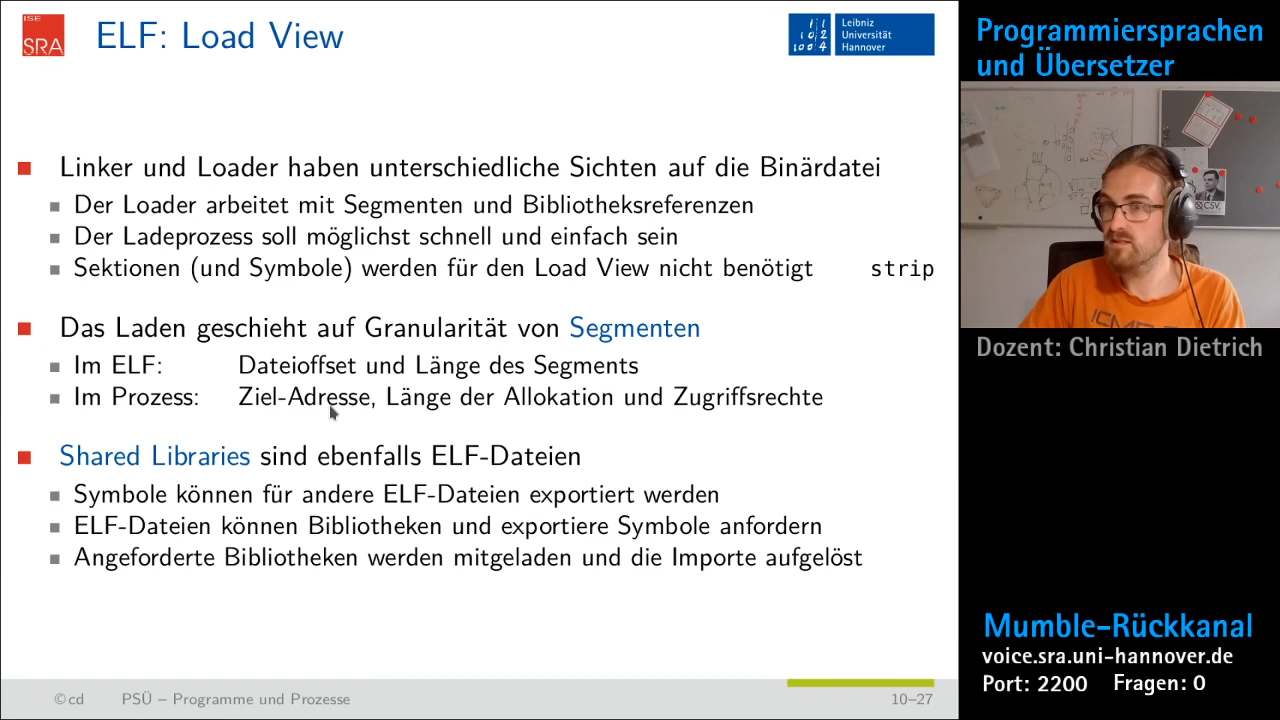 ISE
SRA
ELF: Load View
Leibniz
Universität
Hannover
Linker und Loader haben unterschiedliche Sichten auf die Binärdatei
Der Loader arbeitet mit Segmenten und Bibliotheksreferenzen
Der Ladeprozess soll möglichst schnell und einfach sein
Sektionen (und Symbole) werden für den Load View nicht benötigt strip
Das Laden geschieht auf Granularität von Segmenten
Im ELF: Dateioffset und Länge des Segments
Im Prozess: Ziel-Adresse, Länge der Allokation und Zugriffsrechte
Shared Libraries sind ebenfalls ELF-Dateien
Symbole können für andere ELF-Dateien exportiert werden
ELF-Dateien können Bibliotheken und exportiere Symbole anfordern
Angeforderte Bibliotheken werden mitgeladen und die Importe aufgelöst
©cd PSÜ – Programme und Prozesse 10–27
Programmiersprachen
und Übersetzer
CSV
Dozent: Christian Dietrich
Mumble-Rückkanal
voice.sra.uni-hannover.de
Port: 2200 Fragen: 0